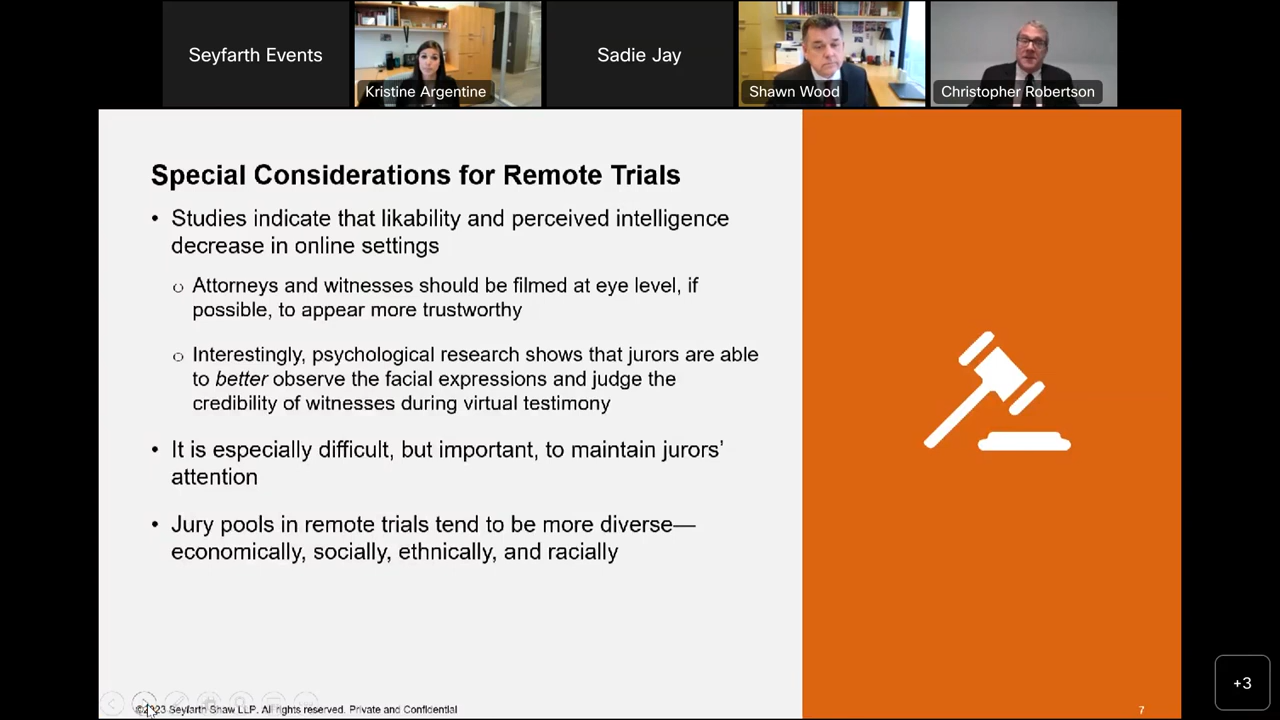 Seyfarth Events
Kristine Argentine
Sadie Jay
Shawn Wood
Christopher Robertson
Special Considerations for Remote Trials
• Studies indicate that likability and perceived intelligence
decrease in online settings
o Attorneys and witnesses should be filmed at eye level, if
possible, to appear more trustworthy
o Interestingly, psychological research shows that jurors are able
to better observe the facial expressions and judge the
credibility of witnesses during virtual testimony
• It is especially difficult, but important, to maintain jurors’
attention
• Jury pools in remote trials tend to be more diverse—
economically, socially, ethnically, and racially
©2023 Seyfarth Shaw LLP. All rights reserved. Private and Confidential
7
+3